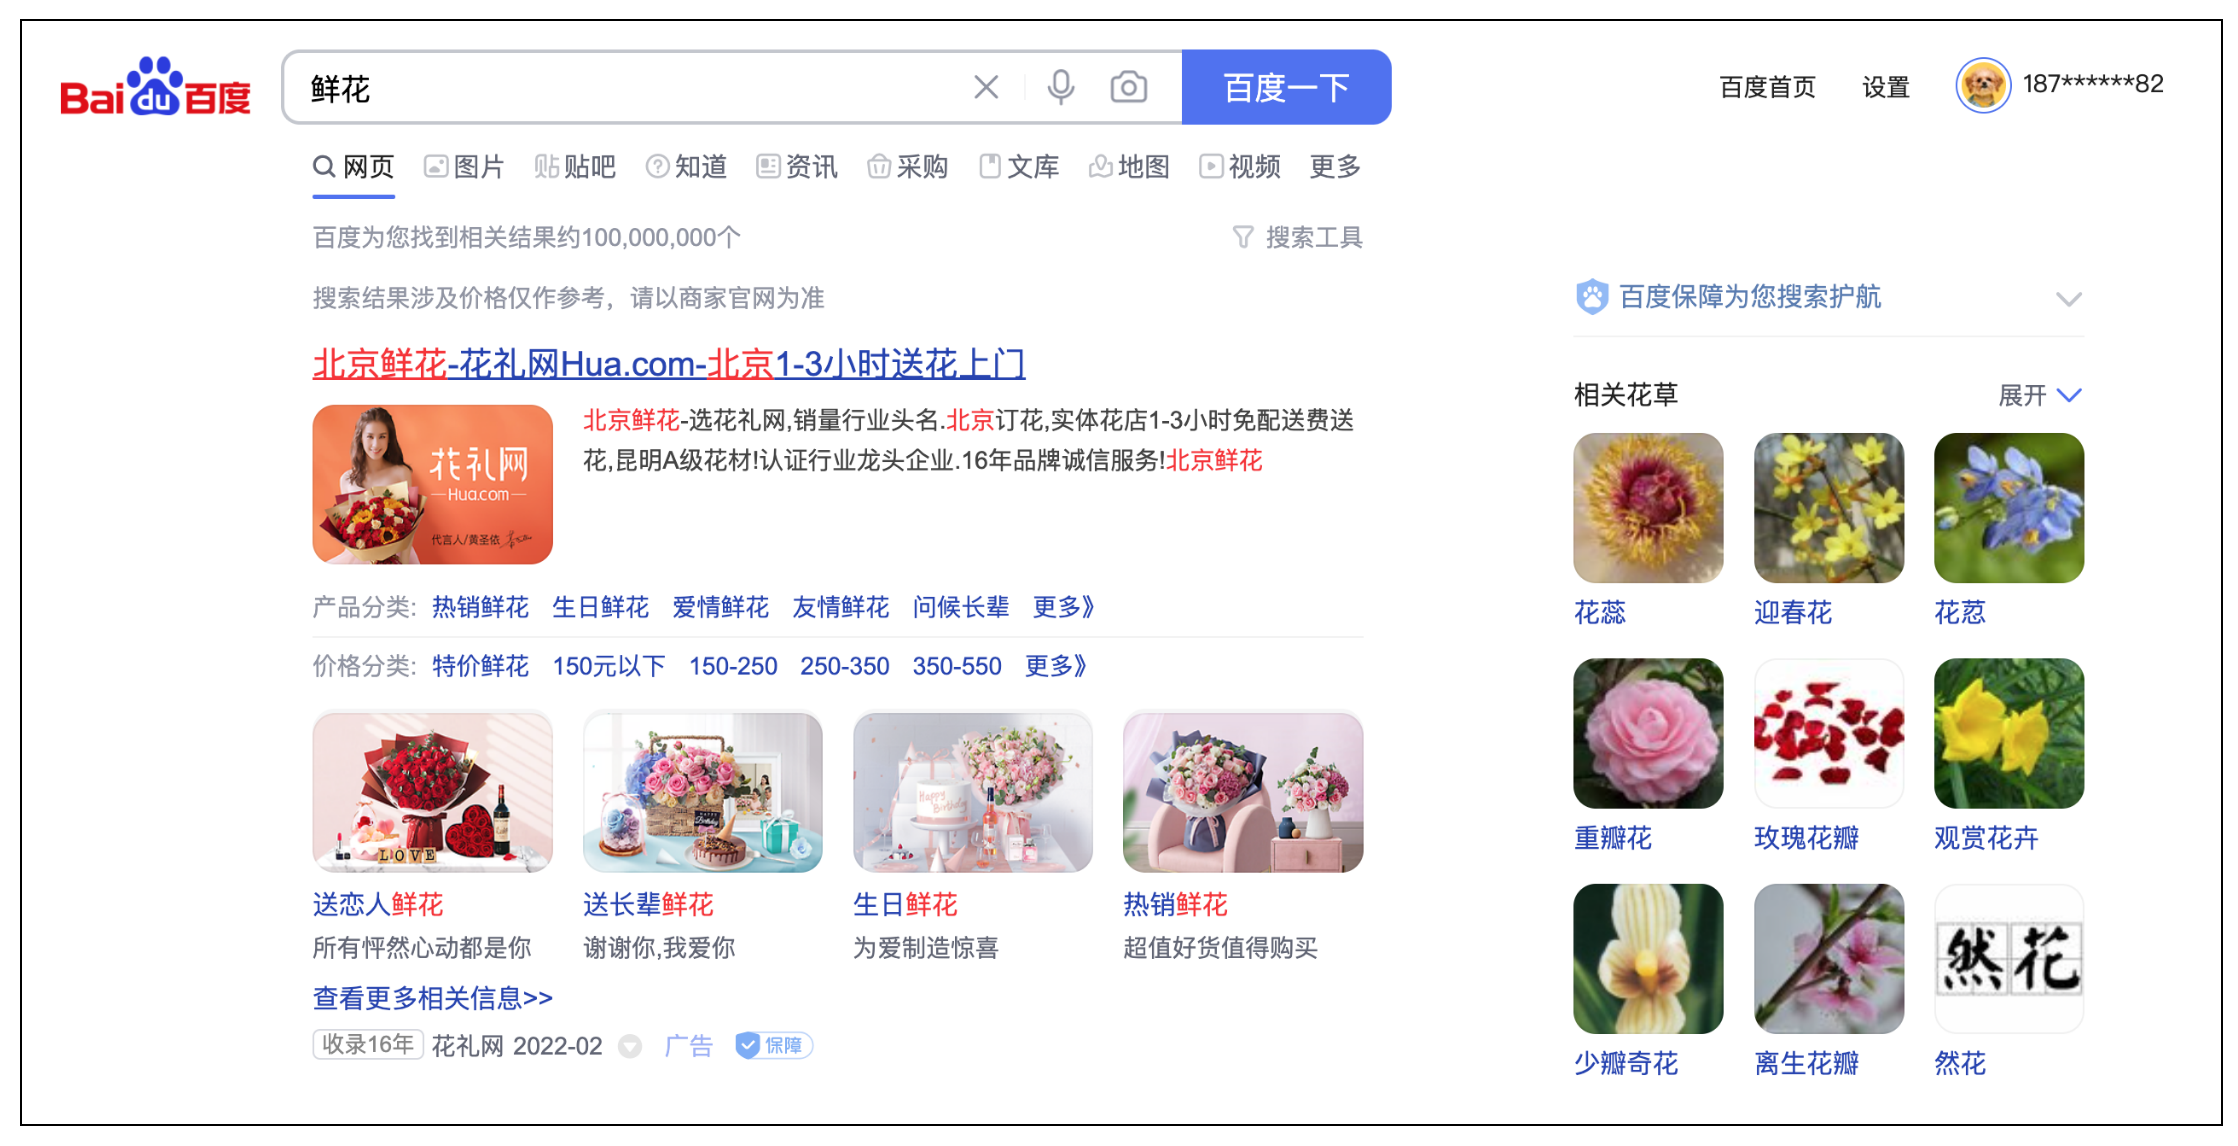 Bai du 百度
鲜花
百度一下
百度首页 设置 187******82
网页 图片 贴 贴吧 知道 资讯 采购 文库 地图 视频 更多
百度为您找到相关结果约100,000,000个
搜索工具
搜索结果涉及价格仅作参考，请以商家官网为准
北京鲜花-花礼网Hua.com-北京1-3小时送花上门
花礼网
Hua.com
代言人/黄圣依
北京鲜花-选花礼网,销量行业头名.北京订花,实体花店1-3小时免配送费送
花,昆明A级花材!认证行业龙头企业.16年品牌诚信服务!北京鲜花
产品分类: 热销鲜花 生日鲜花 爱情鲜花 友情鲜花 问候长辈 更多》
价格分类: 特价鲜花 150元以下 150-250 250-350 350-550 更多》
LOVE
Happy Birthday
送恋人鲜花 送长辈鲜花 生日鲜花 热销鲜花
所有怦然心动都是你 谢谢你,我爱你 为爱制造惊喜 超值好货值得购买
查看更多相关信息>>
收录16年 花礼网 2022-02 广告 保障
百度保障为您搜索护航
相关花草 展开
花蕊 迎春花 花荵
重瓣花 玫瑰花瓣 观赏花卉
然花
少瓣奇花 离生花瓣 然花